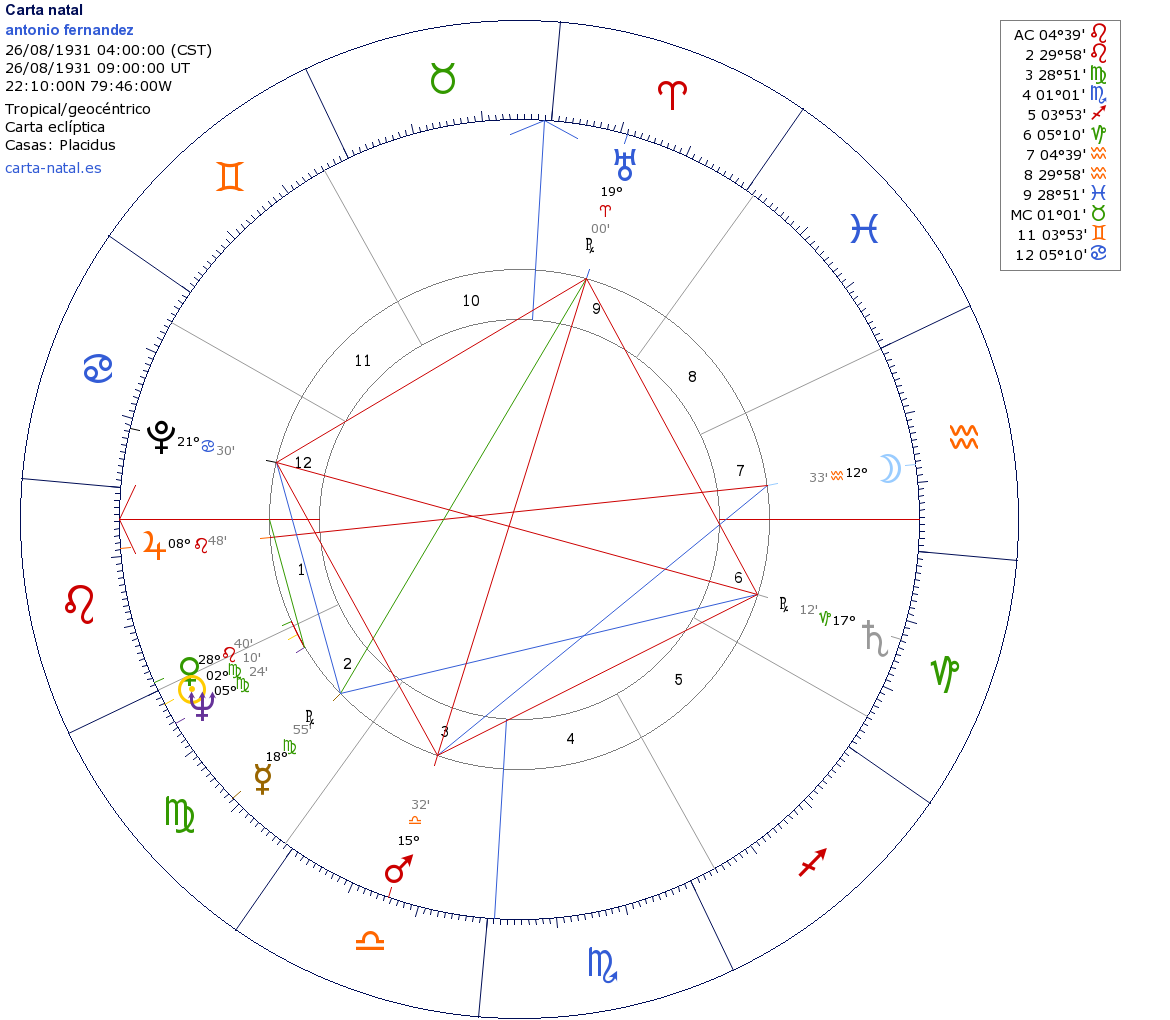 Carta natal
antonio fernandez
26/08/1931 04:00:00 (CST)
26/08/1931 09:00:00 UT
22:10:00N 79:46:00W
Tropical/geocéntrico
Carta eclíptica
Casas: Placidus
carta-natal.es
AC 04°39' ♌
2 29°58' ♌
3 28°51' ♍
4 01°01' ♏
5 03°53' ♐
6 05°10' ♑
7 04°39' ♒
8 29°58' ♒
9 28°51' ♓
MC 01°01' ♉
11 03°53' ♊
12 05°10' ♋
♉
♈
♊
♓
♋
♒
♌
♑
♍
♐
♎
♏
♅
19°
♈
00'
℞
♇ 21° ♋ 30'
33' ♒ 12° ☽
♃ 08° ♌ 48'
℞ 12' ♑ 17° ♄
♀ 28° ♌ 40'
☉ 02° ♍ 10'
♆ 05° ♍ 24'
℞
55'
♍
18°
☿
32'
♎
15°
♂
10
9
11
8
12
7
1
6
2
5
3
4